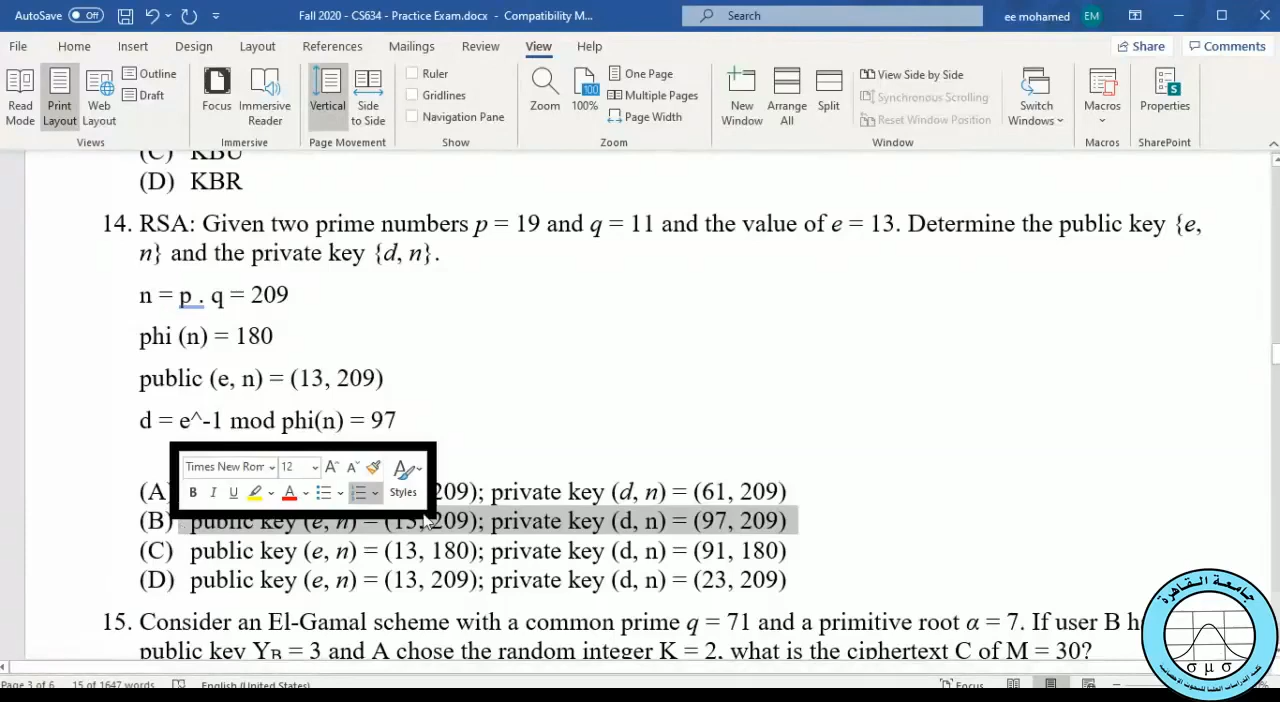 AutoSave Off Fall 2020 - CS634 - Practice Exam.docx - Compatibility M... Search ee mohamed EM
File Home Insert Design Layout References Mailings Review View Help Share Comments
Read Mode Print Layout Web Layout Outline Draft Focus Immersive Reader Vertical Side to Side Ruler Gridlines Navigation Pane Zoom 100% One Page Multiple Pages Page Width New Window Arrange All Split View Side by Side Synchronous Scrolling Reset Window Position Switch Windows Macros Properties
Views Immersive Page Movement Show Zoom Window Macros SharePoint
(C) KBU
(D) KBR
14. RSA: Given two prime numbers p = 19 and q = 11 and the value of e = 13. Determine the public key {e,
n} and the private key {d, n}.
n = p . q = 209
phi (n) = 180
public (e, n) = (13, 209)
d = e^-1 mod phi(n) = 97
Times New Rom 12
B I U A Styles
(A) 209); private key (d, n) = (61, 209)
(B) public key (e, n) = (13, 209); private key (d, n) = (97, 209)
(C) public key (e, n) = (13, 180); private key (d, n) = (91, 180)
(D) public key (e, n) = (13, 209); private key (d, n) = (23, 209)
15. Consider an El-Gamal scheme with a common prime q = 71 and a primitive root α = 7. If user B
public key YB = 3 and A chose the random integer K = 2, what is the ciphertext C of M = 30?
Page 3 of 6 15 of 1647 words English (United States) Focus
جامعة القاهرة
σ μ σ